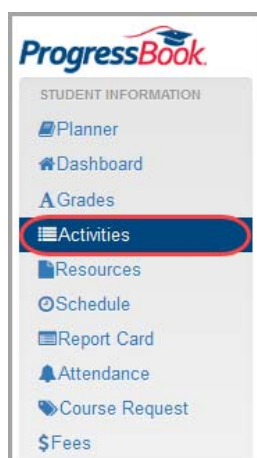 ProgressBook
STUDENT INFORMATION
Planner
Dashboard
Grades
Activities
Resources
Schedule
Report Card
Attendance
Course Request
Fees